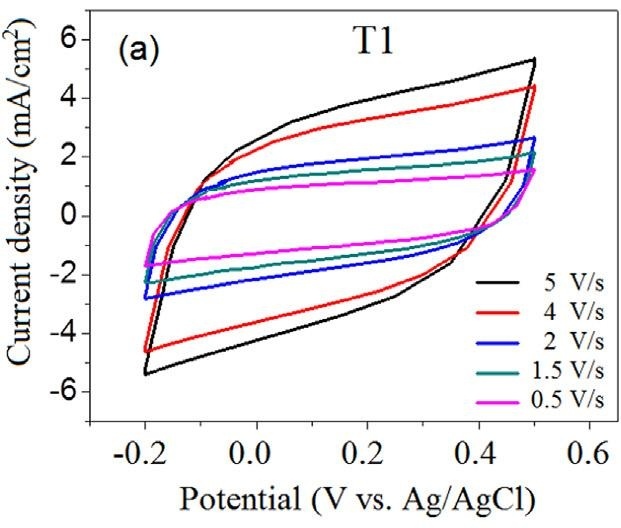 (a)
T1
Current density (mA/cm²)
6
4
2
0
-2
-4
-6
5 V/s
4 V/s
2 V/s
1.5 V/s
0.5 V/s
-0.2
0.0
0.2
0.4
0.6
Potential (V vs. Ag/AgCl)